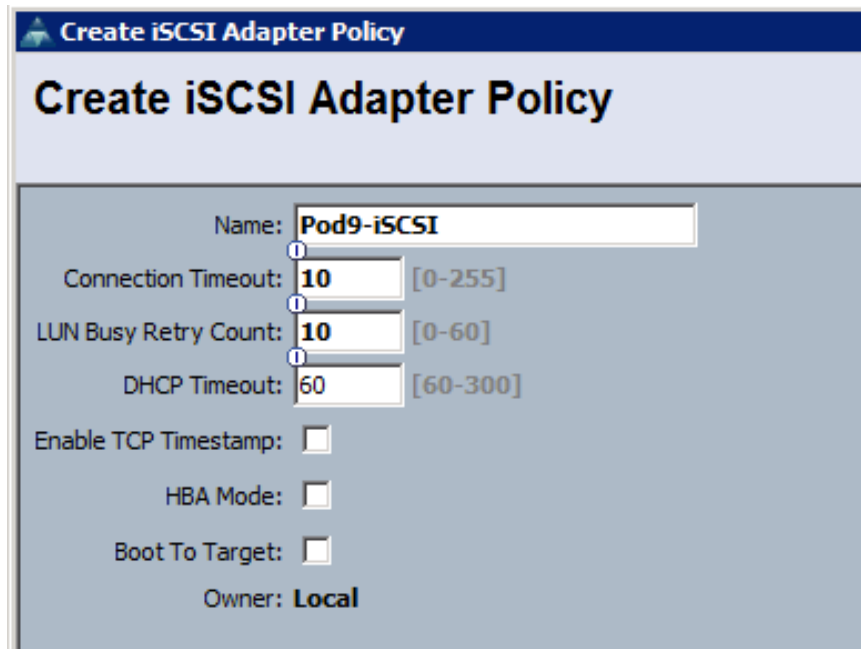 Create iSCSI Adapter Policy
Create iSCSI Adapter Policy
Name: Pod9-iSCSI
Connection Timeout: 10 [0-255]
LUN Busy Retry Count: 10 [0-60]
DHCP Timeout: 60 [60-300]
Enable TCP Timestamp:
HBA Mode:
Boot To Target:
Owner: Local